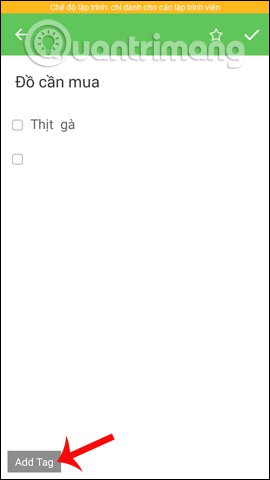 Chế độ lập trình: chỉ dành cho các lập trình viên
Quantrimang
Đồ cần mua
Thịt gà
Add Tag